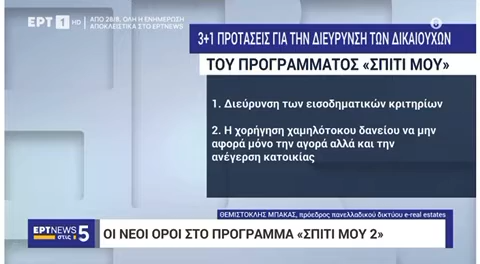 ΕΡΤ1 HD
ΑΠΟ 26/8, ΟΛΗ Η ΕΝΗΜΕΡΩΣΗ
ΑΠΟΚΛΕΙΣΤΙΚΑ ΣΤΟ ΕΡΤNEWS
3+1 ΠΡΟΤΑΣΕΙΣ ΓΙΑ ΤΗΝ ΔΙΕΥΡΥΝΣΗ ΤΩΝ ΔΙΚΑΙΟΥΧΩΝ
ΤΟΥ ΠΡΟΓΡΑΜΜΑΤΟΣ «ΣΠΙΤΙ ΜΟΥ»
1. Διεύρυνση των εισοδηματικών κριτηρίων
2. Η χορήγηση χαμηλότοκου δανείου να μην
αφορά μόνο την αγορά αλλά και την
ανέγερση κατοικίας
ΘΕΜΙΣΤΟΚΛΗΣ ΜΠΑΚΑΣ, πρόεδρος πανελλαδικού δικτύου e-real estates
ΕΡΤNEWS
στις 5
ΟΙ ΝΕΟΙ ΟΡΟΙ ΣΤΟ ΠΡΟΓΡΑΜΜΑ «ΣΠΙΤΙ ΜΟΥ 2»